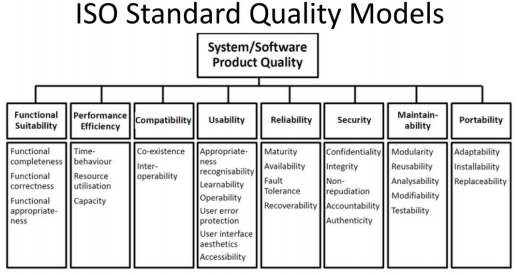 ISO Standard Quality Models
System/Software
Product Quality
Functional
Suitability
Performance
Efficiency
Compatibility
Usability
Reliability
Security
Maintain-
ability
Portability
Functional
completeness
Functional
correctness
Functional
appropriate-
ness
Time-
behaviour
Resource
utilisation
Capacity
Co-existence
Inter-
operability
Appropriate-
ness
recognisability
Learnability
Operability
User error
protection
User interface
aesthetics
Accessibility
Maturity
Availability
Fault
Tolerance
Recoverability
Confidentiality
Integrity
Non-
repudiation
Accountability
Authenticity
Modularity
Reusability
Analysability
Modifiability
Testability
Adaptability
Installability
Replaceability